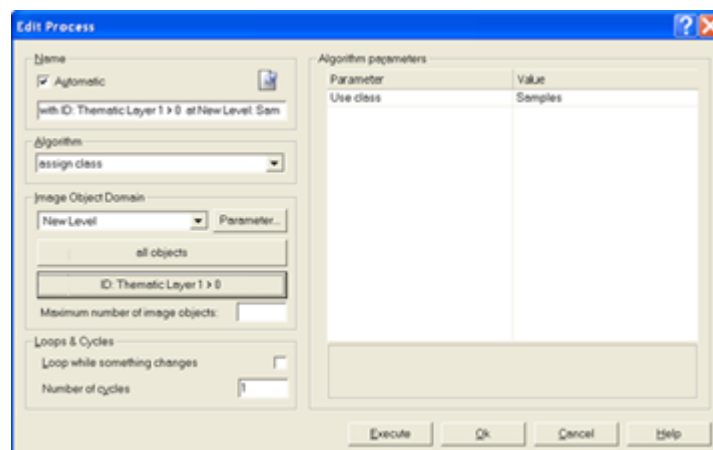 Edit Process
Name
Automatic
with ID: Thematic Layer 1 > 0 at New Level: Sam
Algorithm
assign class
Image Object Domain
New Level
Parameter...
all objects
ID: Thematic Layer 1 > 0
Maximum number of image objects:
Loops & Cycles
Loop while something changes
Number of cycles
1
Algorithm parameters
Parameter Value
Use class Samples
Execute Ok Cancel Help